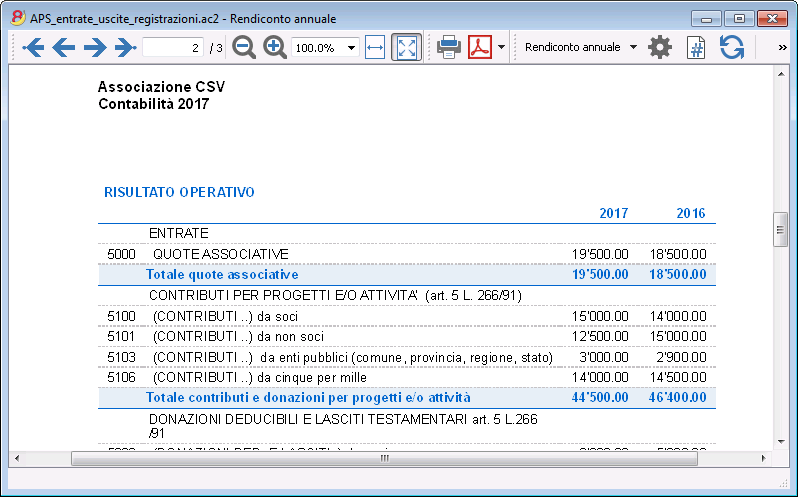 APS_entrate_uscite_registrazioni.ac2 - Rendiconto annuale
2 / 3 100.0% Rendiconto annuale »
Associazione CSV
Contabilità 2017
RISULTATO OPERATIVO
2017 2016
ENTRATE
5000 QUOTE ASSOCIATIVE 19'500.00 18'500.00
Totale quote associative 19'500.00 18'500.00
CONTRIBUTI PER PROGETTI E/O ATTIVITA' (art. 5 L. 266/91)
5100 (CONTRIBUTI ..) da soci 15'000.00 14'000.00
5101 (CONTRIBUTI ..) da non soci 12'500.00 15'000.00
5103 (CONTRIBUTI ..) da enti pubblici (comune, provincia, regione, stato) 3'000.00 2'900.00
5106 (CONTRIBUTI ..) da cinque per mille 14'000.00 14'500.00
Totale contributi e donazioni per progetti e/o attività 44'500.00 46'400.00
DONAZIONI DEDUCIBILI E LASCITI TESTAMENTARI art. 5 L.266
/91